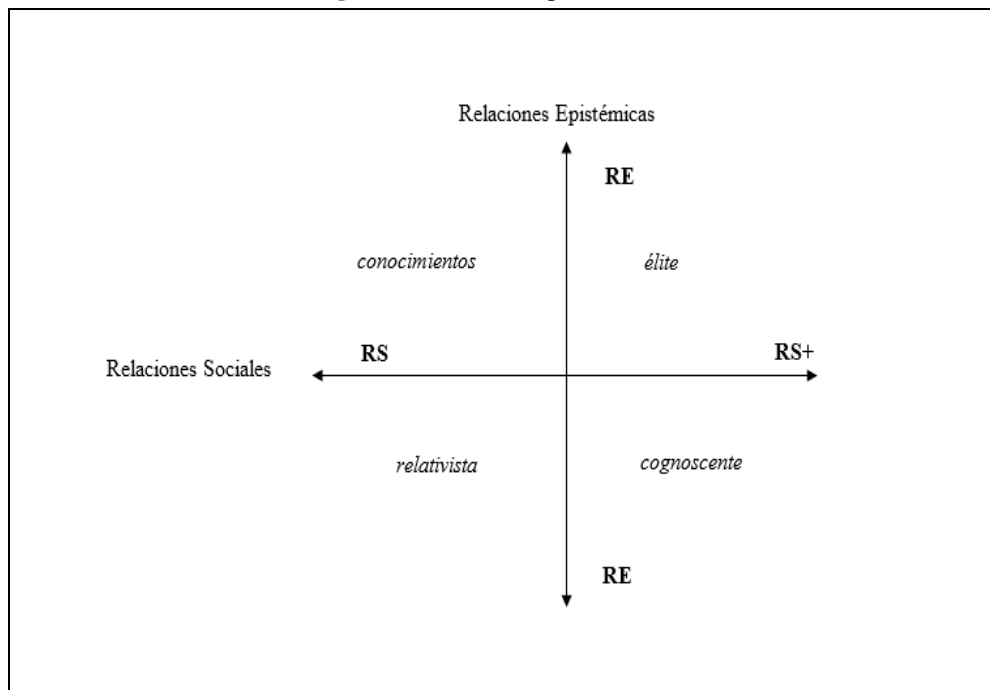 Relaciones Epistémicas
RE
conocimientos élite
RS RS+
Relaciones Sociales
relativista cognoscente
RE